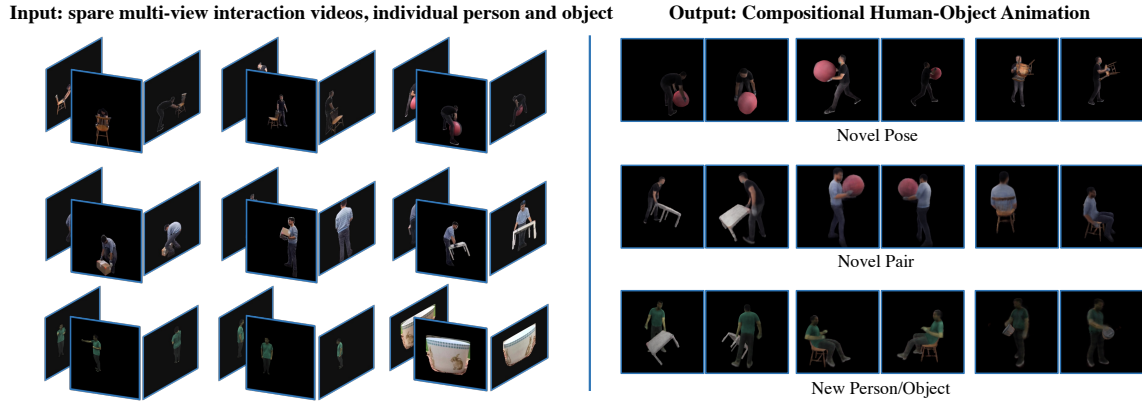 Input: spare multi-view interaction videos, individual person and object
Output: Compositional Human-Object Animation
Novel Pose
Novel Pair
New Person/Object